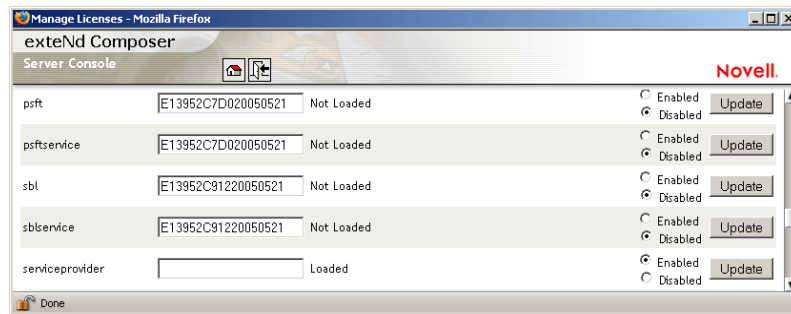 Manage Licenses - Mozilla Firefox
exteNd Composer
Server Console
Novell.
psft E13952C7D020050521 Not Loaded Enabled Disabled Update
psftservice E13952C7D020050521 Not Loaded Enabled Disabled Update
sbl E13952C91220050521 Not Loaded Enabled Disabled Update
sblservice E13952C91220050521 Not Loaded Enabled Disabled Update
serviceprovider Loaded Enabled Disabled Update
Done